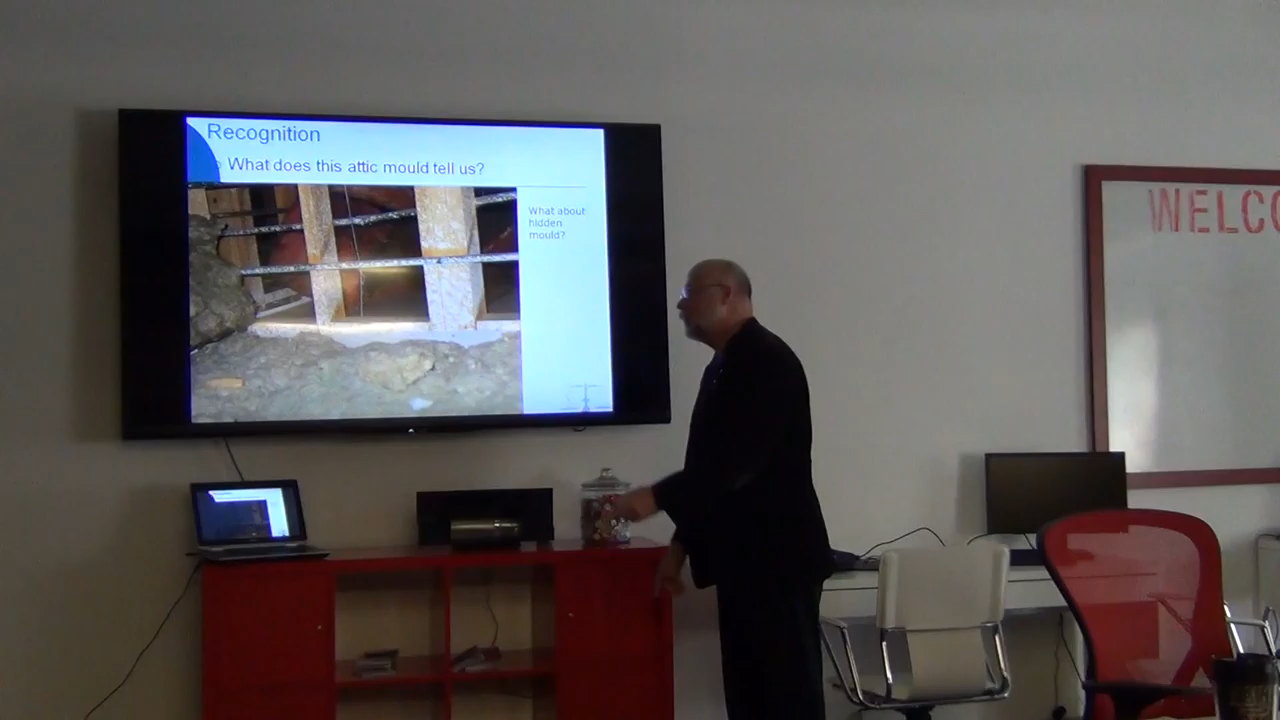 Recognition
What does this attic mould tell us?
What about
hidden
mould?
WELCO